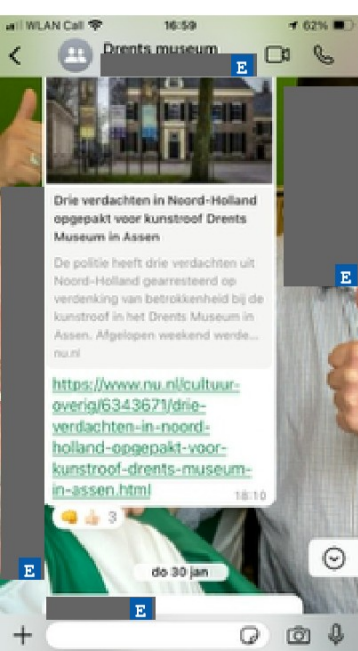 WLAN Call 16:59 62%
Drents museum
E
Drie verdachten in Noord-Holland
opgepakt voor kunstroof Drents
Museum in Assen
De politie heeft drie verdachten uit
Noord-Holland gearresteerd op
verdenking van betrokkenheid bij de
kunstroof in het Drents Museum in
Assen. Afgelopen weekend werde...
nu.nl
E
https://www.nu.nl/cultuur-
overig/6343671/drie-
verdachten-in-noord-
holland-opgepakt-voor-
kunstroof-drents-museum-
in-assen.html
18:10
3
E
do 30 jan
E